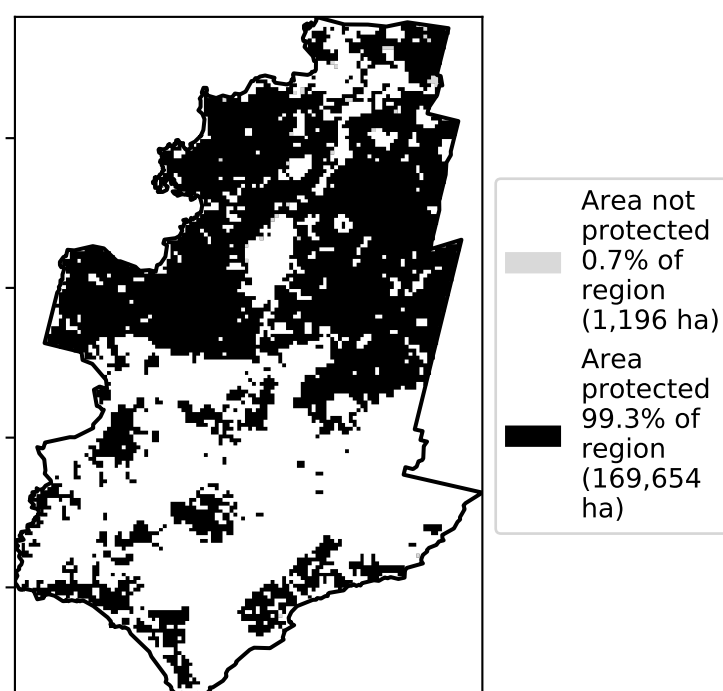 Area not
protected
0.7% of
region
(1,196 ha)
Area
protected
99.3% of
region
(169,654
ha)